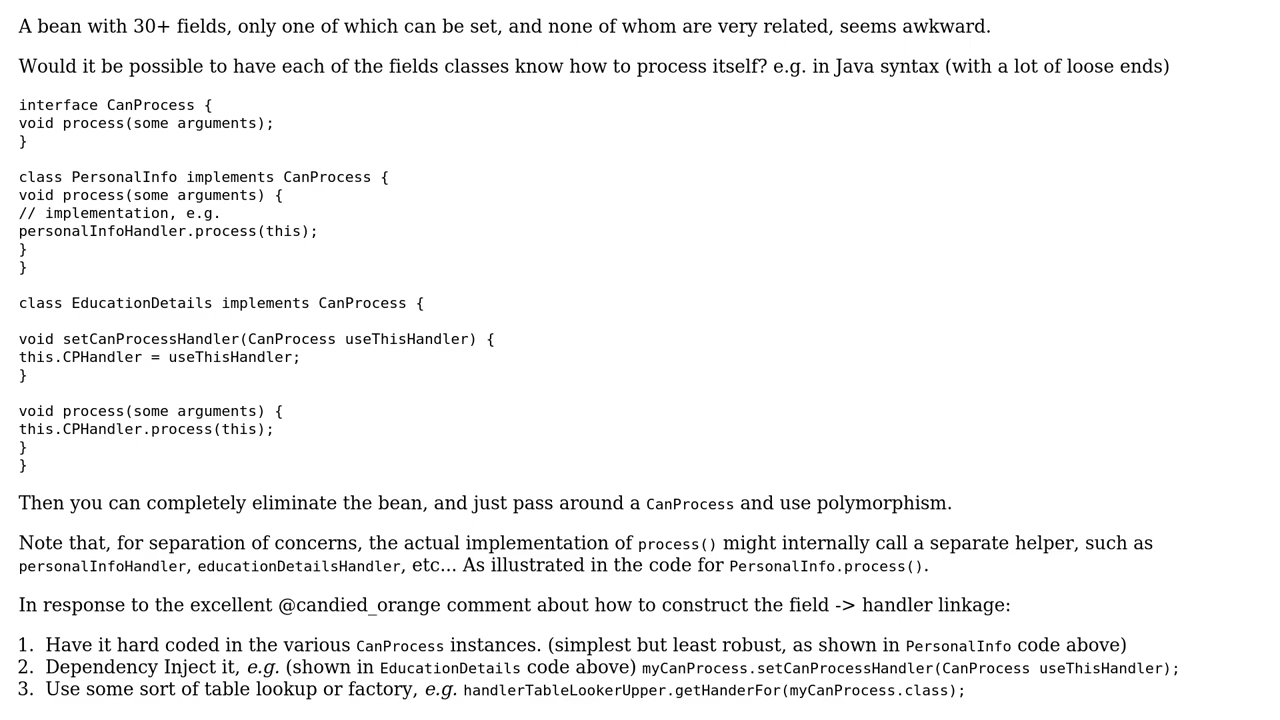 A bean with 30+ fields, only one of which can be set, and none of whom are very related, seems awkward.
Would it be possible to have each of the fields classes know how to process itself? e.g. in Java syntax (with a lot of loose ends)
interface CanProcess {
void process(some arguments);
}
class PersonalInfo implements CanProcess {
void process(some arguments) {
// implementation, e.g.
personalInfoHandler.process(this);
}
}
class EducationDetails implements CanProcess {
void setCanProcessHandler(CanProcess useThisHandler) {
this.CPHandler = useThisHandler;
}
void process(some arguments) {
this.CPHandler.process(this);
}
}
Then you can completely eliminate the bean, and just pass around a CanProcess and use polymorphism.
Note that, for separation of concerns, the actual implementation of process() might internally call a separate helper, such as
personalInfoHandler, educationDetailsHandler, etc... As illustrated in the code for PersonalInfo.process().
In response to the excellent @candied_orange comment about how to construct the field -> handler linkage:
1. Have it hard coded in the various CanProcess instances. (simplest but least robust, as shown in PersonalInfo code above)
2. Dependency Inject it, e.g. (shown in EducationDetails code above) myCanProcess.setCanProcessHandler(CanProcess useThisHandler);
3. Use some sort of table lookup or factory, e.g. handlerTableLookerUpper.getHanderFor(myCanProcess.class);